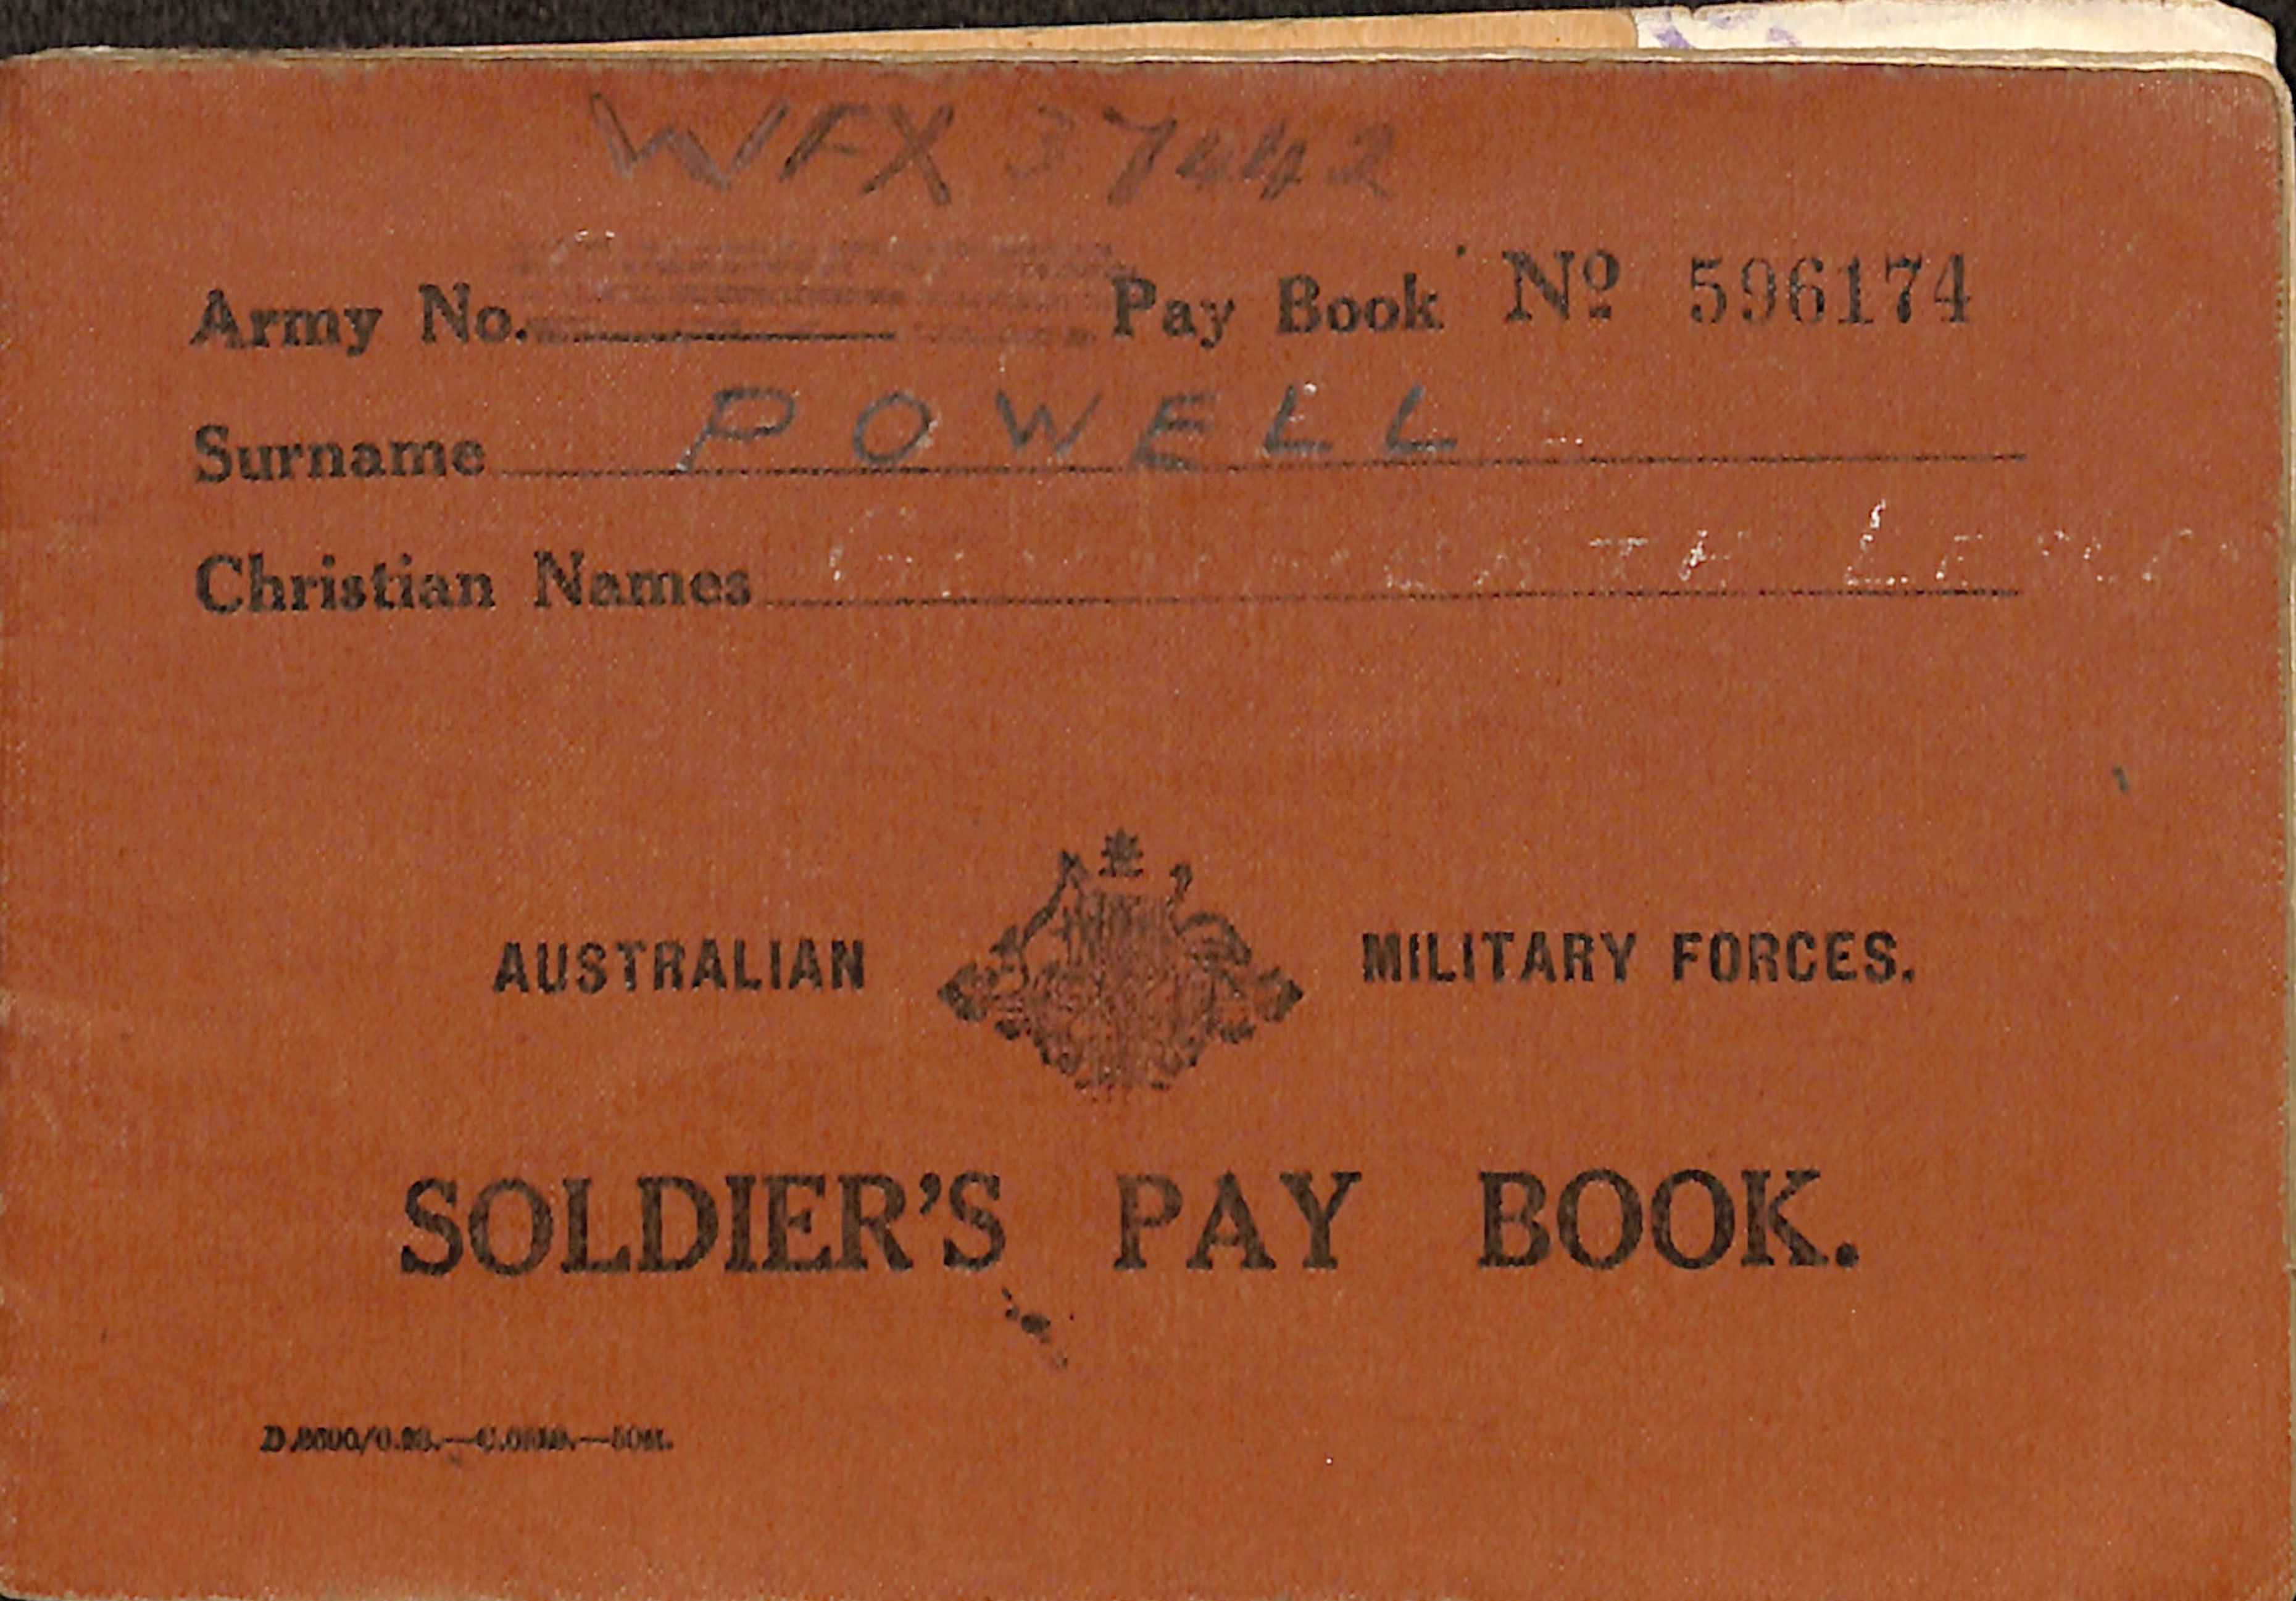 WFX 37442
Army No. Pay Book Nº 596174
Surname POWELL
Christian Names
AUSTRALIAN MILITARY FORCES.
SOLDIER'S PAY BOOK.